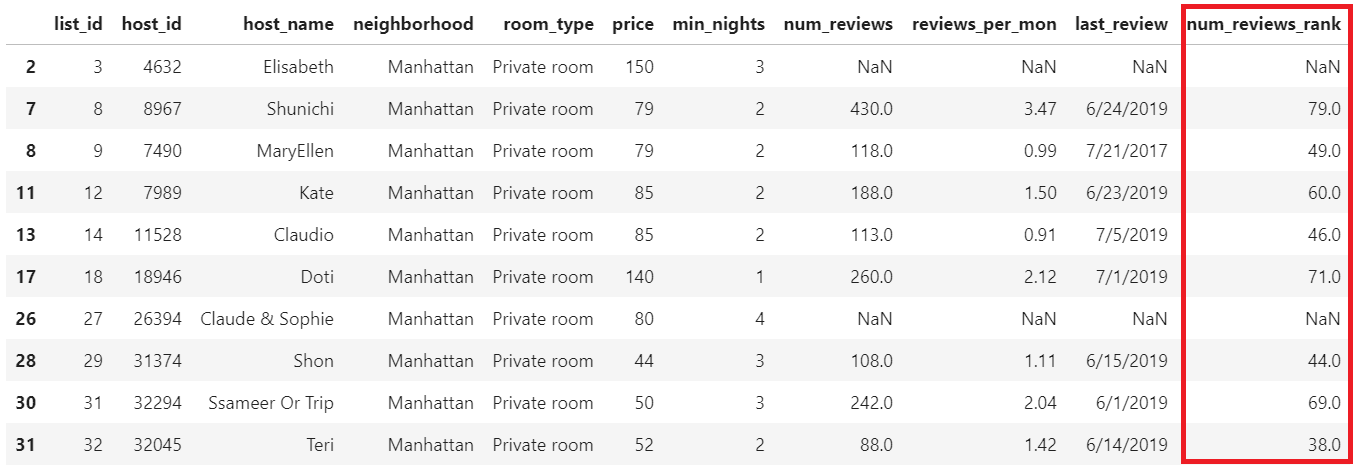 list_id host_id host_name neighborhood room_type price min_nights num_reviews reviews_per_mon last_review num_reviews_rank
2 3 4632 Elisabeth Manhattan Private room 150 3 NaN NaN NaN NaN
7 8 8967 Shunichi Manhattan Private room 79 2 430.0 3.47 6/24/2019 79.0
8 9 7490 MaryEllen Manhattan Private room 79 2 118.0 0.99 7/21/2017 49.0
11 12 7989 Kate Manhattan Private room 85 2 188.0 1.50 6/23/2019 60.0
13 14 11528 Claudio Manhattan Private room 85 2 113.0 0.91 7/5/2019 46.0
17 18 18946 Doti Manhattan Private room 140 1 260.0 2.12 7/1/2019 71.0
26 27 26394 Claude & Sophie Manhattan Private room 80 4 NaN NaN NaN NaN
28 29 31374 Shon Manhattan Private room 44 3 108.0 1.11 6/15/2019 44.0
30 31 32294 Ssameer Or Trip Manhattan Private room 50 3 242.0 2.04 6/1/2019 69.0
31 32 32045 Teri Manhattan Private room 52 2 88.0 1.42 6/14/2019 38.0